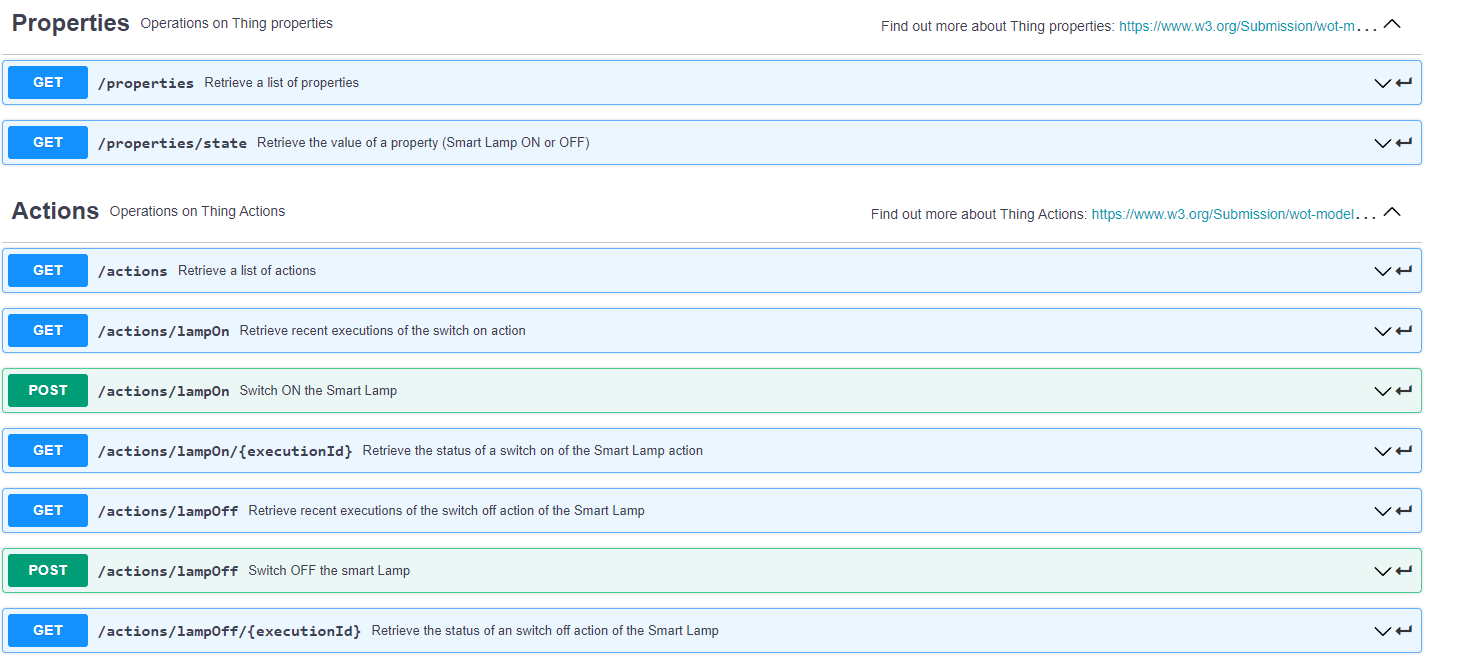 Properties Operations on Thing properties Find out more about Thing properties: https://www.w3.org/Submission/wot-m...
GET /properties Retrieve a list of properties
GET /properties/state Retrieve the value of a property (Smart Lamp ON or OFF)
Actions Operations on Thing Actions Find out more about Thing Actions: https://www.w3.org/Submission/wot-model...
GET /actions Retrieve a list of actions
GET /actions/lampOn Retrieve recent executions of the switch on action
POST /actions/lampOn Switch ON the Smart Lamp
GET /actions/lampOn/{executionId} Retrieve the status of a switch on of the Smart Lamp action
GET /actions/lampOff Retrieve recent executions of the switch off action of the Smart Lamp
POST /actions/lampOff Switch OFF the smart Lamp
GET /actions/lampOff/{executionId} Retrieve the status of an switch off action of the Smart Lamp